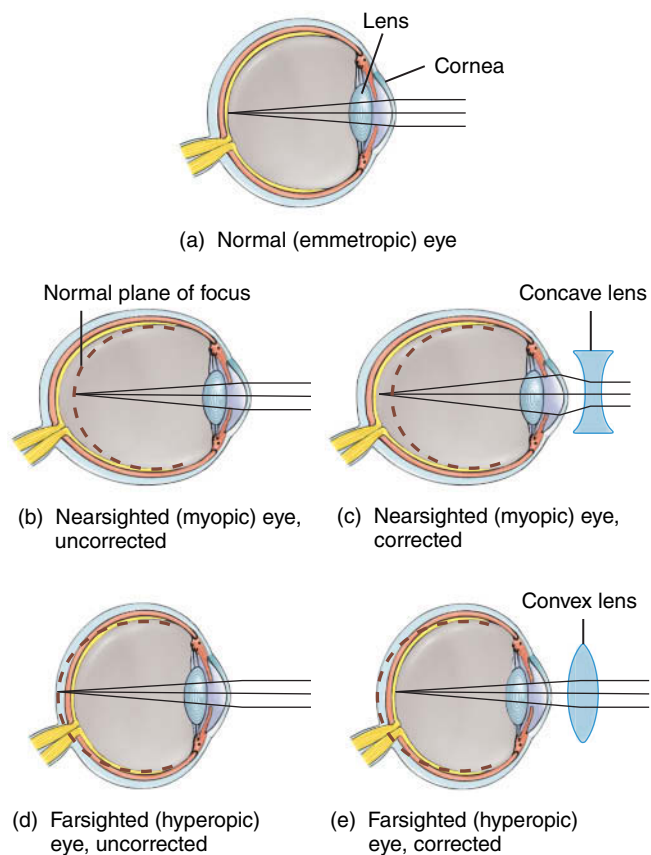 Lens
Cornea
(a) Normal (emmetropic) eye
Normal plane of focus
Concave lens
(b) Nearsighted (myopic) eye,
uncorrected
(c) Nearsighted (myopic) eye,
corrected
Convex lens
(d) Farsighted (hyperopic)
eye, uncorrected
(e) Farsighted (hyperopic)
eye, corrected